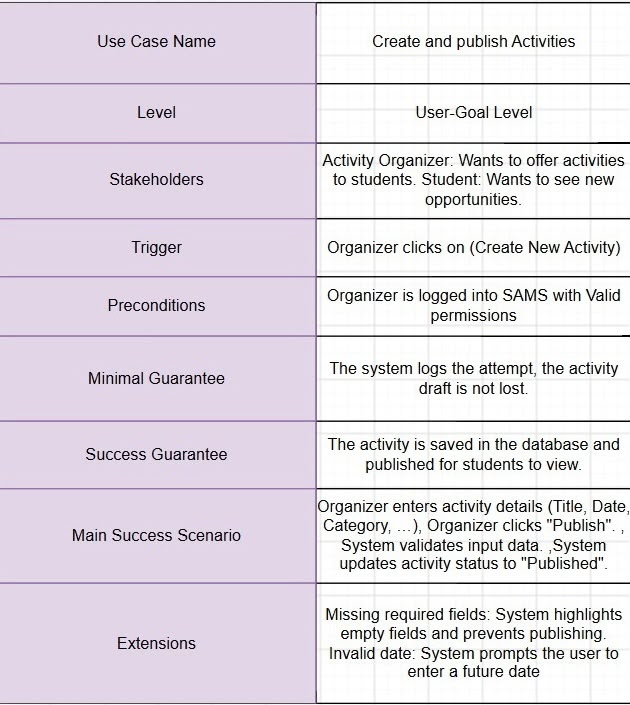 Use Case Name
Create and publish Activities
Level
User-Goal Level
Stakeholders
Activity Organizer: Wants to offer activities
to students. Student: Wants to see new
opportunities.
Trigger
Organizer clicks on (Create New Activity)
Preconditions
Organizer is logged into SAMS with Valid
permissions
Minimal Guarantee
The system logs the attempt, the activity
draft is not lost.
Success Guarantee
The activity is saved in the database and
published for students to view.
Main Success Scenario
Organizer enters activity details (Title, Date,
Category, ...), Organizer clicks "Publish". ,
System validates input data. ,System
updates activity status to "Published".
Extensions
Missing required fields: System highlights
empty fields and prevents publishing.
Invalid date: System prompts the user to
enter a future date